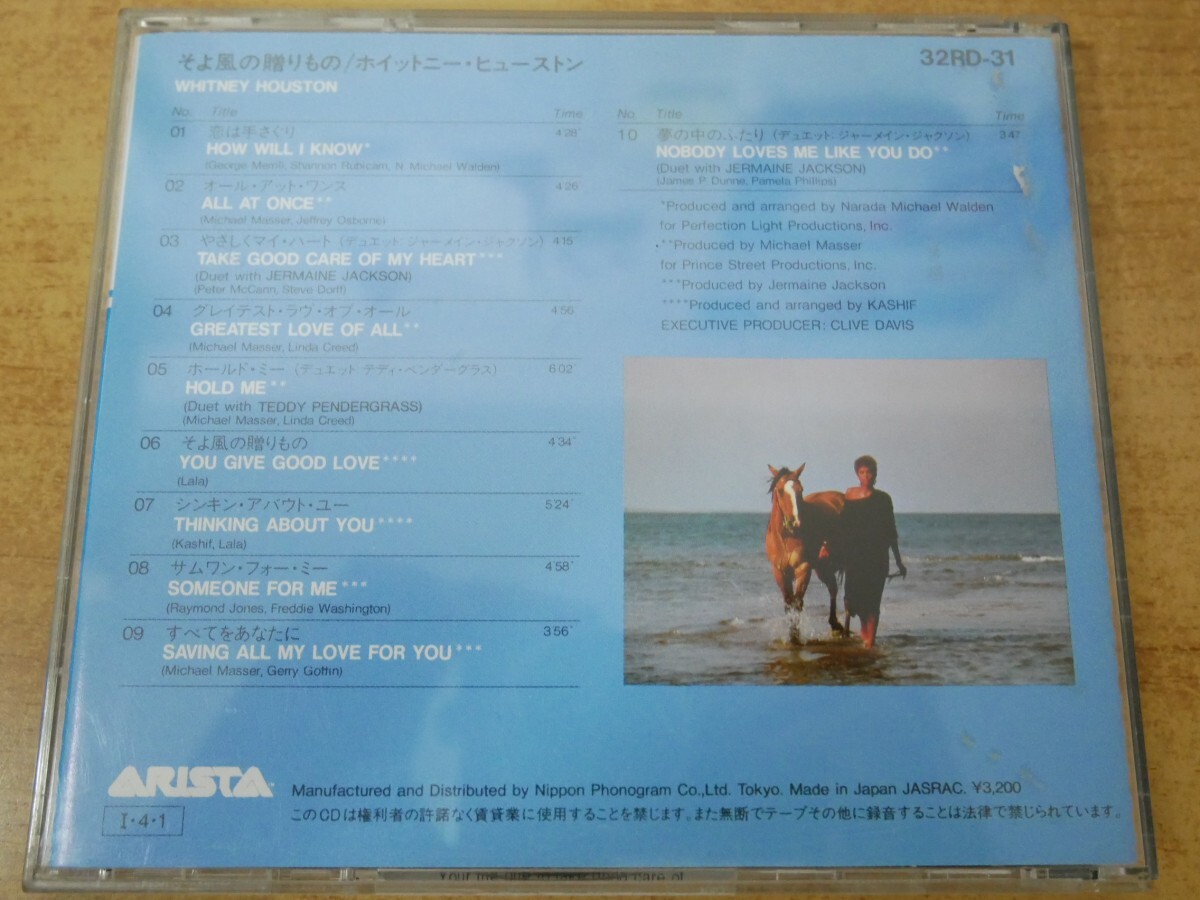 そよ風の贈りもの/ホイットニー・ヒューストン
32RD-31
WHITNEY HOUSTON
No. Title Time
01 恋は手さぐり 4'28"
HOW WILL I KNOW*
(George Merrill, Shannon Rubicam, N. Michael Walden)
02 オール・アット・ワンス 4'26
ALL AT ONCE**
(Michael Masser, Jeffrey Osborne)
03 やさしくマイ・ハート (デュエット ジャーメイン・ジャクソン) 4'15
TAKE GOOD CARE OF MY HEART***
(Duet with JERMAINE JACKSON)
(Peter McCann, Steve Dorff)
04 グレイテスト・ラヴ・オブ・オール 4'56
GREATEST LOVE OF ALL**
(Michael Masser, Linda Creed)
05 ホールド・ミー (デュエット テディ・ペンダーグラス) 6'02"
HOLD ME**
(Duet with TEDDY PENDERGRASS)
(Michael Masser, Linda Creed)
06 そよ風の贈りもの 4'34"
YOU GIVE GOOD LOVE****
(Lala)
07 シンキン・アバウト・ユー 5'24"
THINKING ABOUT YOU****
(Kashif, Lala)
08 サムワン・フォー・ミー 4'58"
SOMEONE FOR ME***
(Raymond Jones, Freddie Washington)
09 すべてをあなたに 3'56"
SAVING ALL MY LOVE FOR YOU***
(Michael Masser, Gerry Goffin)
No. Title Time
10 夢の中のふたり (デュエット ジャーメイン・ジャクソン) 3'47
NOBODY LOVES ME LIKE YOU DO**
(Duet with JERMAINE JACKSON)
(James P. Dunne, Pamela Phillips)
*Produced and arranged by Narada Michael Walden
for Perfection Light Productions, Inc.
**Produced by Michael Masser
for Prince Street Productions, Inc.
***Produced by Jermaine Jackson
****Produced and arranged by KASHIF
EXECUTIVE PRODUCER: CLIVE DAVIS
ARISTA
Manufactured and Distributed by Nippon Phonogram Co.,Ltd. Tokyo. Made in Japan JASRAC. ¥3,200
I・4・1
このCDは権利者の許諾なく賃貸業に使用することを禁じます。また無断でテープその他に録音することは法律で禁じられています。